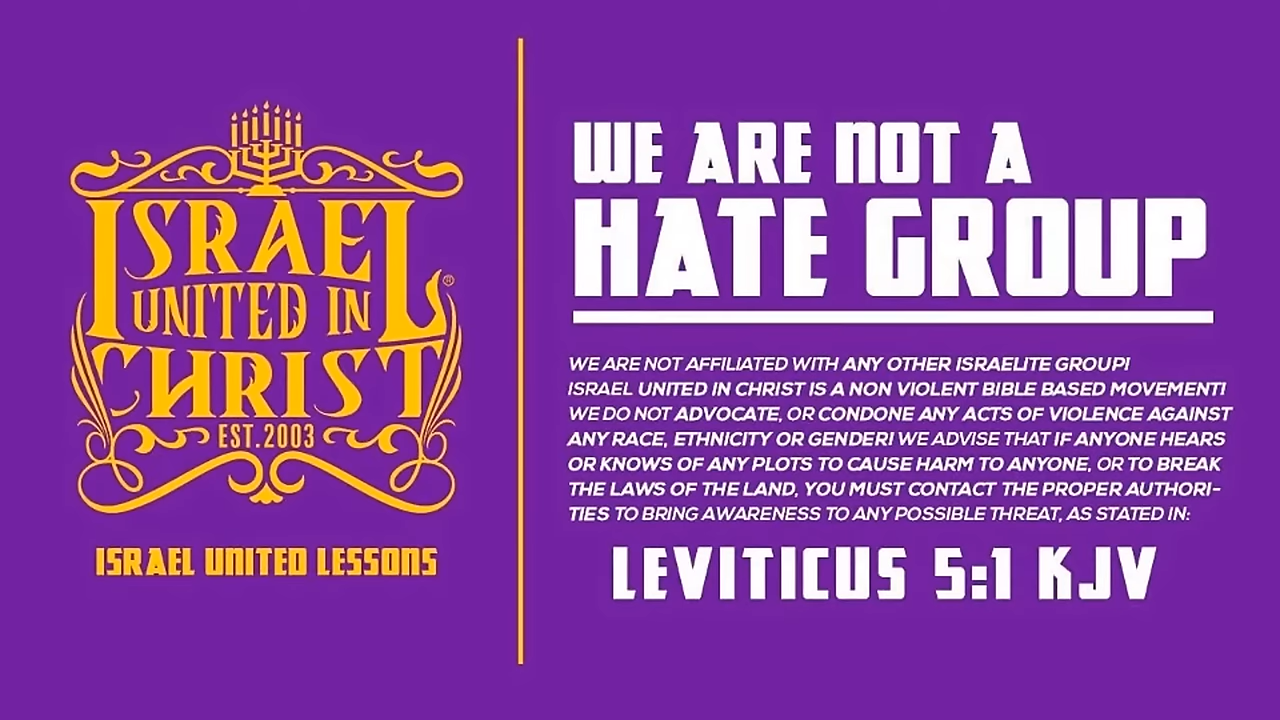 ISRAEL
UNITED IN
CHRIST
®
EST.2003
ISRAEL UNITED LESSONS
WE ARE NOT A
HATE GROUP
WE ARE NOT AFFILIATED WITH ANY OTHER ISRAELITE GROUP!
ISRAEL UNITED IN CHRIST IS A NON VIOLENT BIBLE BASED MOVEMENT!
WE DO NOT ADVOCATE, OR CONDONE ANY ACTS OF VIOLENCE AGAINST
ANY RACE, ETHNICITY OR GENDER! WE ADVISE THAT IF ANYONE HEARS
OR KNOWS OF ANY PLOTS TO CAUSE HARM TO ANYONE, OR TO BREAK
THE LAWS OF THE LAND, YOU MUST CONTACT THE PROPER AUTHORI-
TIES TO BRING AWARENESS TO ANY POSSIBLE THREAT, AS STATED IN:
LEVITICUS 5:1 KJV